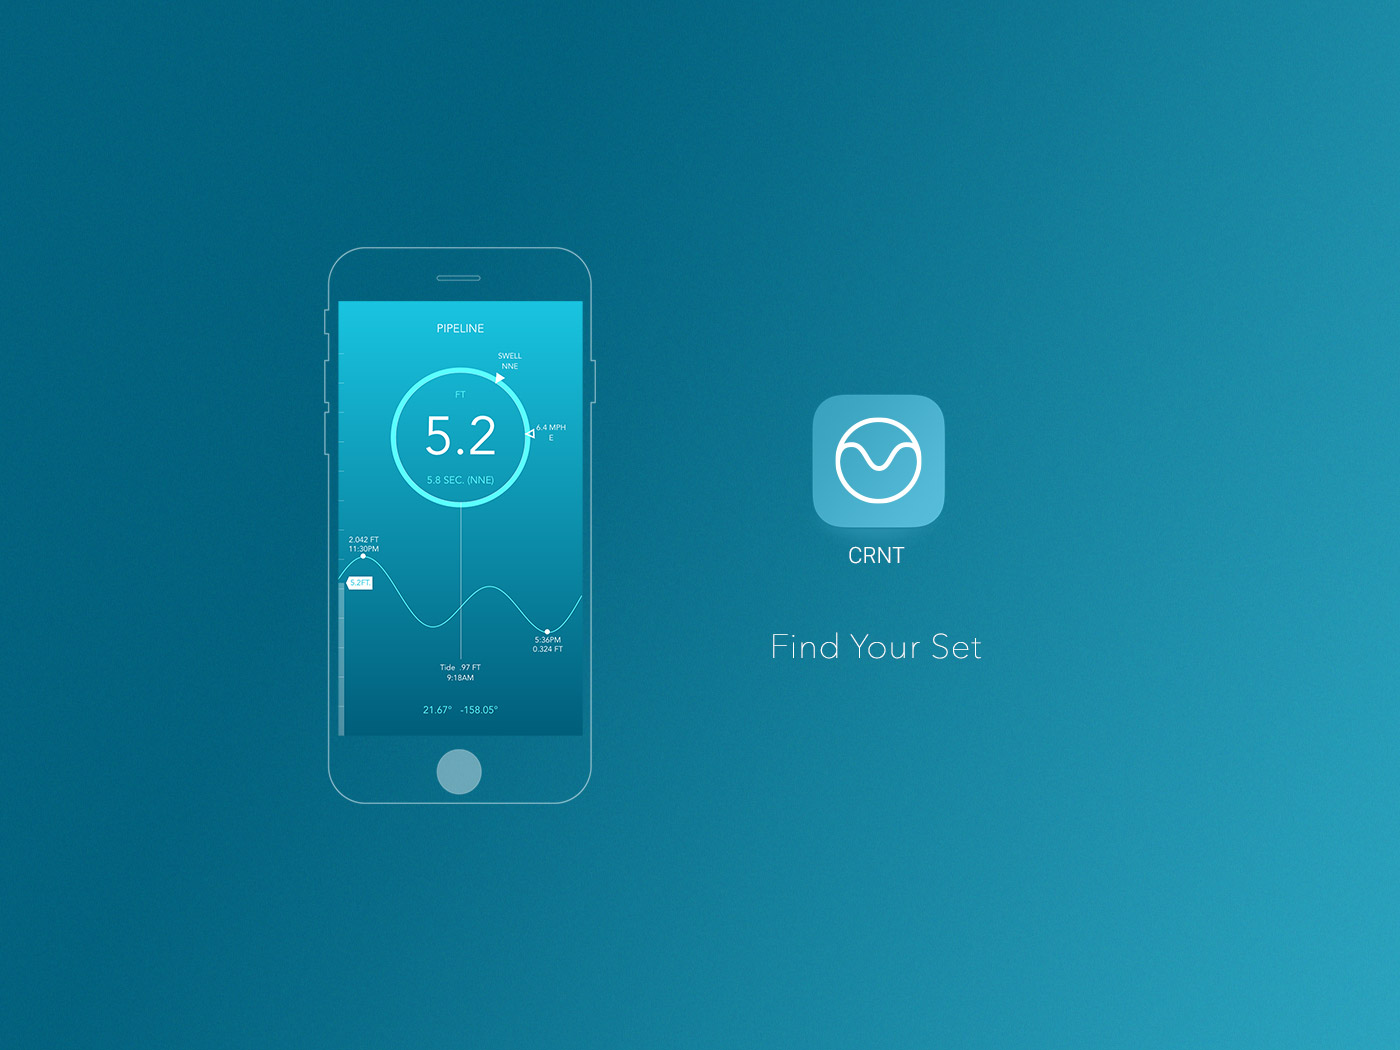 PIPELINE
SWELL
NNE
FT
5.2
6.4 MPH
E
5.8 SEC. (NNE)
2.042 FT
11:30PM
5.2FT.
5:36PM
0.324 FT
Tide .97 FT
9:18AM
21.67° -158.05°
CRNT
Find Your Set